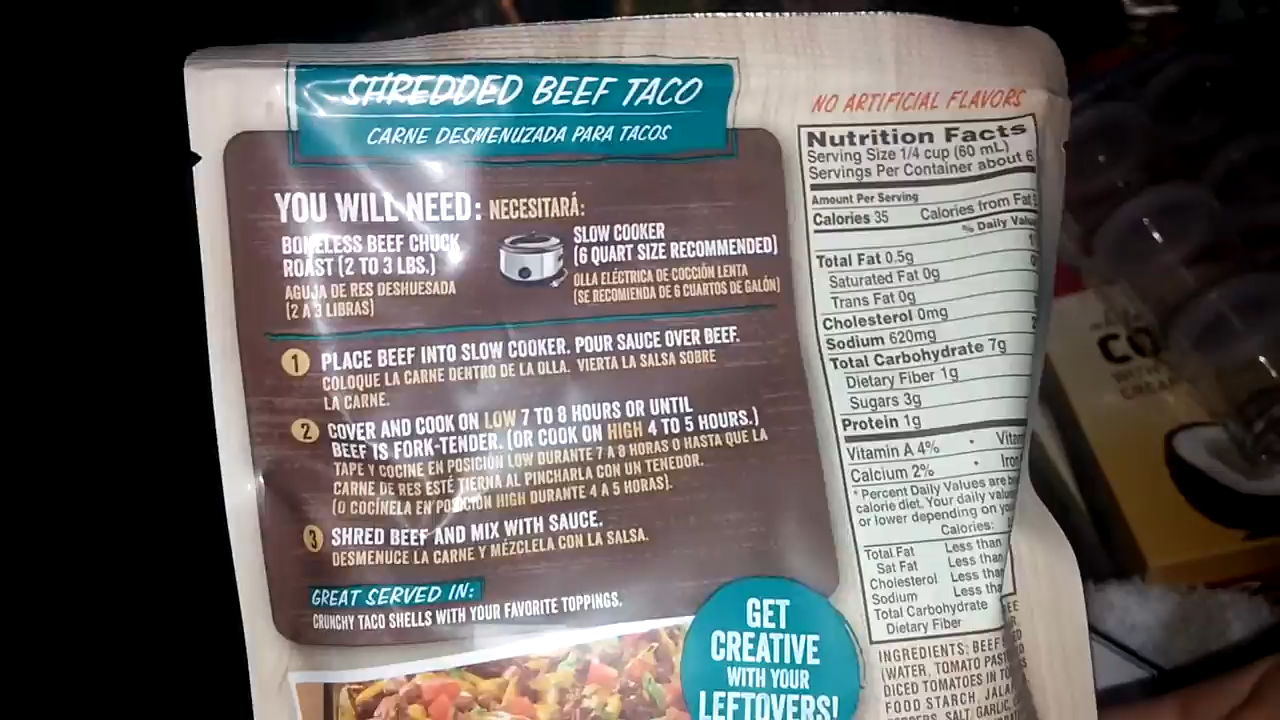 SHREDDED BEEF TACO
CARNE DESMENUZADA PARA TACOS
YOU WILL NEED: NECESITARÁ:
BONELESS BEEF CHUCK
ROAST (2 TO 3 LBS.)
AGUJA DE RES DESHUESADA
(2 A 3 LIBRAS)
SLOW COOKER
(6 QUART SIZE RECOMMENDED)
OLLA ELÉCTRICA DE COCCIÓN LENTA
(SE RECOMIENDA DE 6 CUARTOS DE GALÓN)
1 PLACE BEEF INTO SLOW COOKER. POUR SAUCE OVER BEEF.
COLOQUE LA CARNE DENTRO DE LA OLLA. VIERTA LA SALSA SOBRE
LA CARNE.
2 COVER AND COOK ON LOW 7 TO 8 HOURS OR UNTIL
BEEF IS FORK-TENDER. (OR COOK ON HIGH 4 TO 5 HOURS.)
TAPE Y COCINE EN POSICIÓN LOW DURANTE 7 A 8 HORAS O HASTA QUE LA
CARNE DE RES ESTÉ TIERNA AL PINCHARLA CON UN TENEDOR.
(O COCÍNELA EN POSICIÓN HIGH DURANTE 4 A 5 HORAS).
3 SHRED BEEF AND MIX WITH SAUCE.
DESMENUCE LA CARNE Y MÉZCLELA CON LA SALSA.
GREAT SERVED IN:
CRUNCHY TACO SHELLS WITH YOUR FAVORITE TOPPINGS.
GET
CREATIVE
WITH YOUR
LEFTOVERS!
NO ARTIFICIAL FLAVORS
Nutrition Facts
Serving Size 1/4 cup (60 mL)
Servings Per Container about 6
Amount Per Serving
Calories 35 Calories from Fat
% Daily
Total Fat 0.5g
Saturated Fat 0g
Trans Fat 0g
Cholesterol 0mg
Sodium 620mg
Total Carbohydrate 7g
Dietary Fiber 1g
Sugars 3g
Protein 1g
Vitamin A 4% •
Calcium 2% • Iron
* Percent Daily Values are
calorie diet. Your daily
or lower depending on
Calories:
Total Fat Less than
Sat Fat Less than
Cholesterol Less than
Sodium Less
Total Carbohydrate
Dietary Fiber
INGREDIENTS: BEEF
(WATER, TOMATO
DICED TOMATOES IN
FOOD STARCH,
SALT, GARLIC,